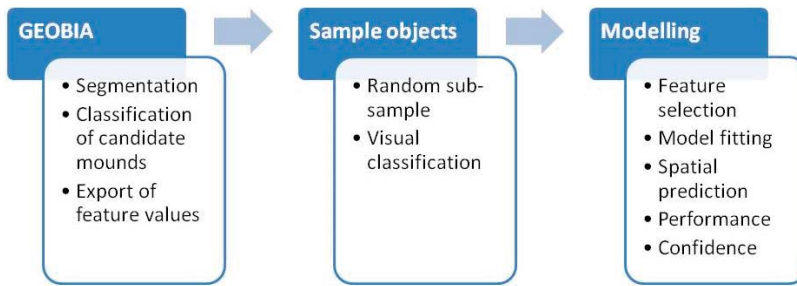 GEOBIA
• Segmentation
• Classification
of candidate
mounds
• Export of
feature values
Sample objects
• Random sub-
sample
• Visual
classification
Modelling
• Feature
selection
• Model fitting
• Spatial
prediction
• Performance
• Confidence